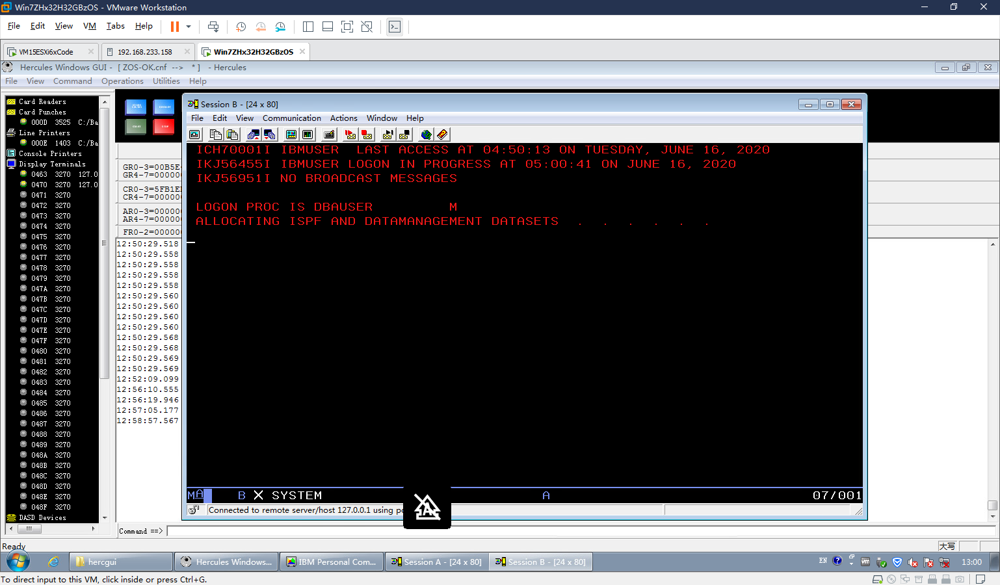 Win7ZHx32H32GBzOS - VMware Workstation
File Edit View VM Tabs Help
VM15ESXi6xCode
192.168.233.158
Win7ZHx32H32GBzOS
Hercules Windows GUI - [ ZOS-OK.cnf --> * ] - Hercules
File View Command Operations Utilities Help
Card Readers
Card Punches
000D 3525 C:/Ba
Line Printers
000E 1403 C:/Ba
Console Printers
Display Terminals
0463 3270 127.0
0470 3270 127.0
0471 3270
0472 3270
0473 3270
0474 3270
0475 3270
0476 3270
0477 3270
0478 3270
0479 3270
047A 3270
047B 3270
047C 3270
047D 3270
047E 3270
047F 3270
0480 3270
0481 3270
0482 3270
0483 3270
0484 3270
0485 3270
0486 3270
0487 3270
0488 3270
0489 3270
048A 3270
048B 3270
048C 3270
048D 3270
048E 3270
048F 3270
DASD Devices
GR0-3=00B5E
GR4-7=000000
CR0-3=5FB1E
CR4-7=000000
AR0-3=000000
AR4-7=000000
FR0-2=000000
12:50:29.518
12:50:29.558
12:50:29.558
12:50:29.558
12:50:29.558
12:50:29.560
12:50:29.560
12:50:29.560
12:50:29.560
12:50:29.568
12:50:29.568
12:50:29.569
12:50:29.569
12:52:09.099
12:56:10.555
12:56:19.946
12:57:05.177
12:58:57.567
Session B - [24 x 80]
File Edit View Communication Actions Window Help
ICH70001I IBMUSER LAST ACCESS AT 04:50:13 ON TUESDAY, JUNE 16, 2020
IKJ56455I IBMUSER LOGON IN PROGRESS AT 05:00:41 ON JUNE 16, 2020
IKJ56951I NO BROADCAST MESSAGES
LOGON PROC IS DBAUSER M
ALLOCATING ISPF AND DATAMANAGEMENT DATASETS . . . . . .
MA B X SYSTEM A 07/001
Connected to remote server/host 127.0.0.1 using po
Command ==>
Ready
大写
hercgui
Hercules Windows...
IBM Personal Com...
Session A - [24 x 80]
Session B - [24 x 80]
EN
13:00
To direct input to this VM, click inside or press Ctrl+G.